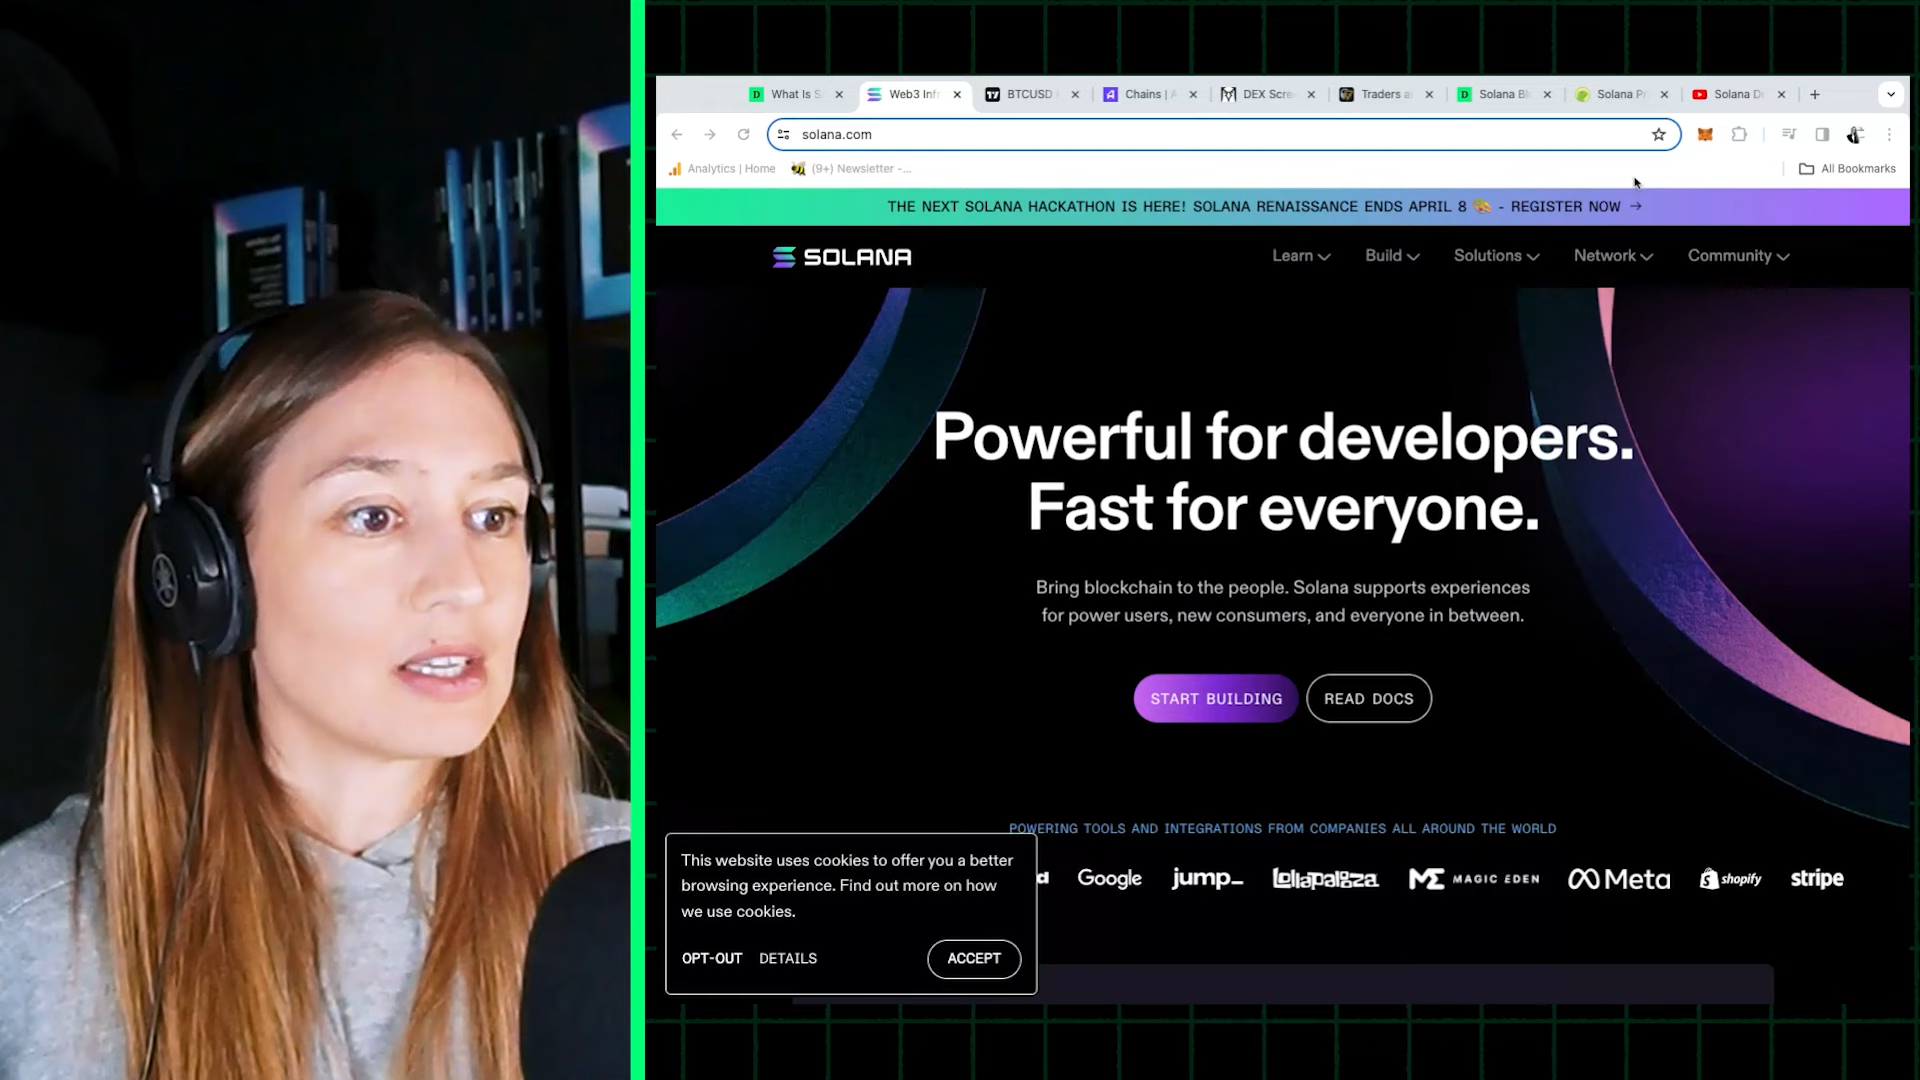 What Is S
Web3 Infr
BTCUSD
Chains | A
DEX Scre
Traders a
Solana Bl
Solana Pr
Solana D
solana.com
Analytics | Home
(9+) Newsletter -...
All Bookmarks
THE NEXT SOLANA HACKATHON IS HERE! SOLANA RENAISSANCE ENDS APRIL 8 🎨 - REGISTER NOW →
SOLANA
Learn
Build
Solutions
Network
Community
Powerful for developers.
Fast for everyone.
Bring blockchain to the people. Solana supports experiences
for power users, new consumers, and everyone in between.
START BUILDING
READ DOCS
POWERING TOOLS AND INTEGRATIONS FROM COMPANIES ALL AROUND THE WORLD
d
Google
jump_
Lollapalooza
ME MAGIC EDEN
Meta
shopify
stripe
This website uses cookies to offer you a better
browsing experience. Find out more on how
we use cookies.
OPT-OUT
DETAILS
ACCEPT